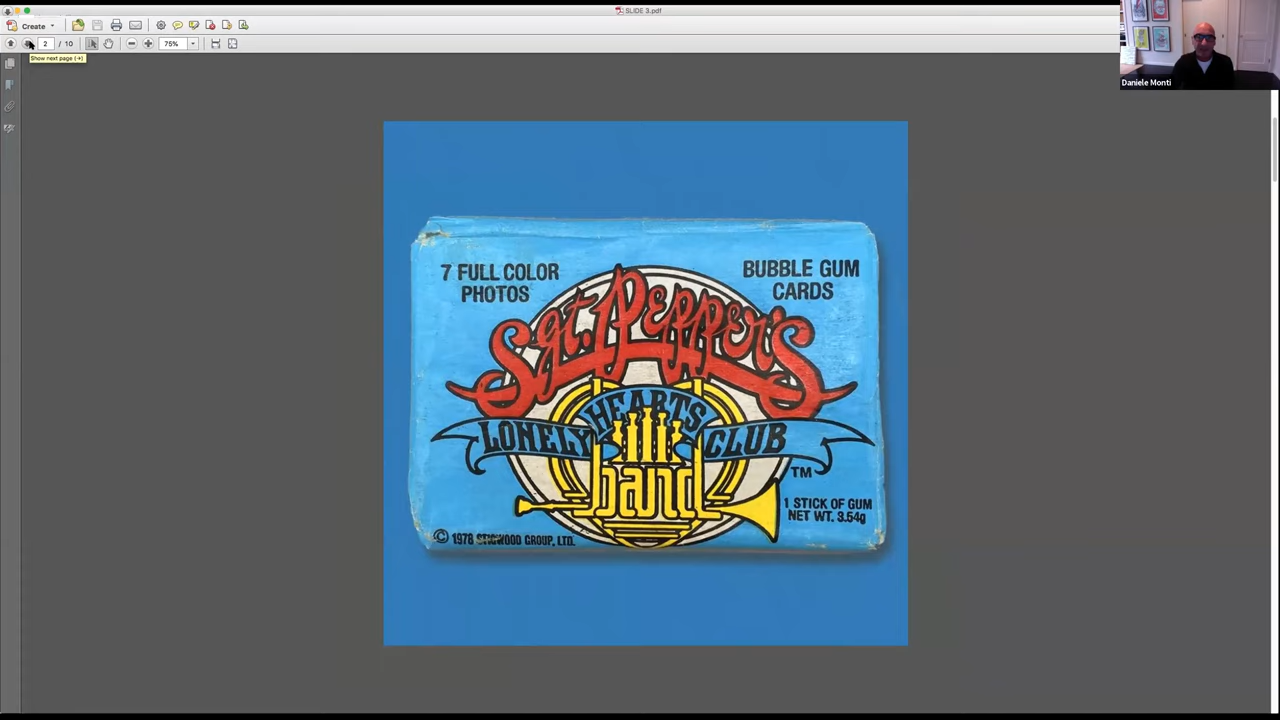 SLIDE 3.pdf
Create
2 / 10
75%
Show next page (→)
Daniele Monti
7 FULL COLOR
PHOTOS
BUBBLE GUM
CARDS
Sgt. Pepper's
LONELY HEARTS CLUB
band
TM
1 STICK OF GUM
NET WT. 3.54g
© 1978 STIGWOOD GROUP, LTD.